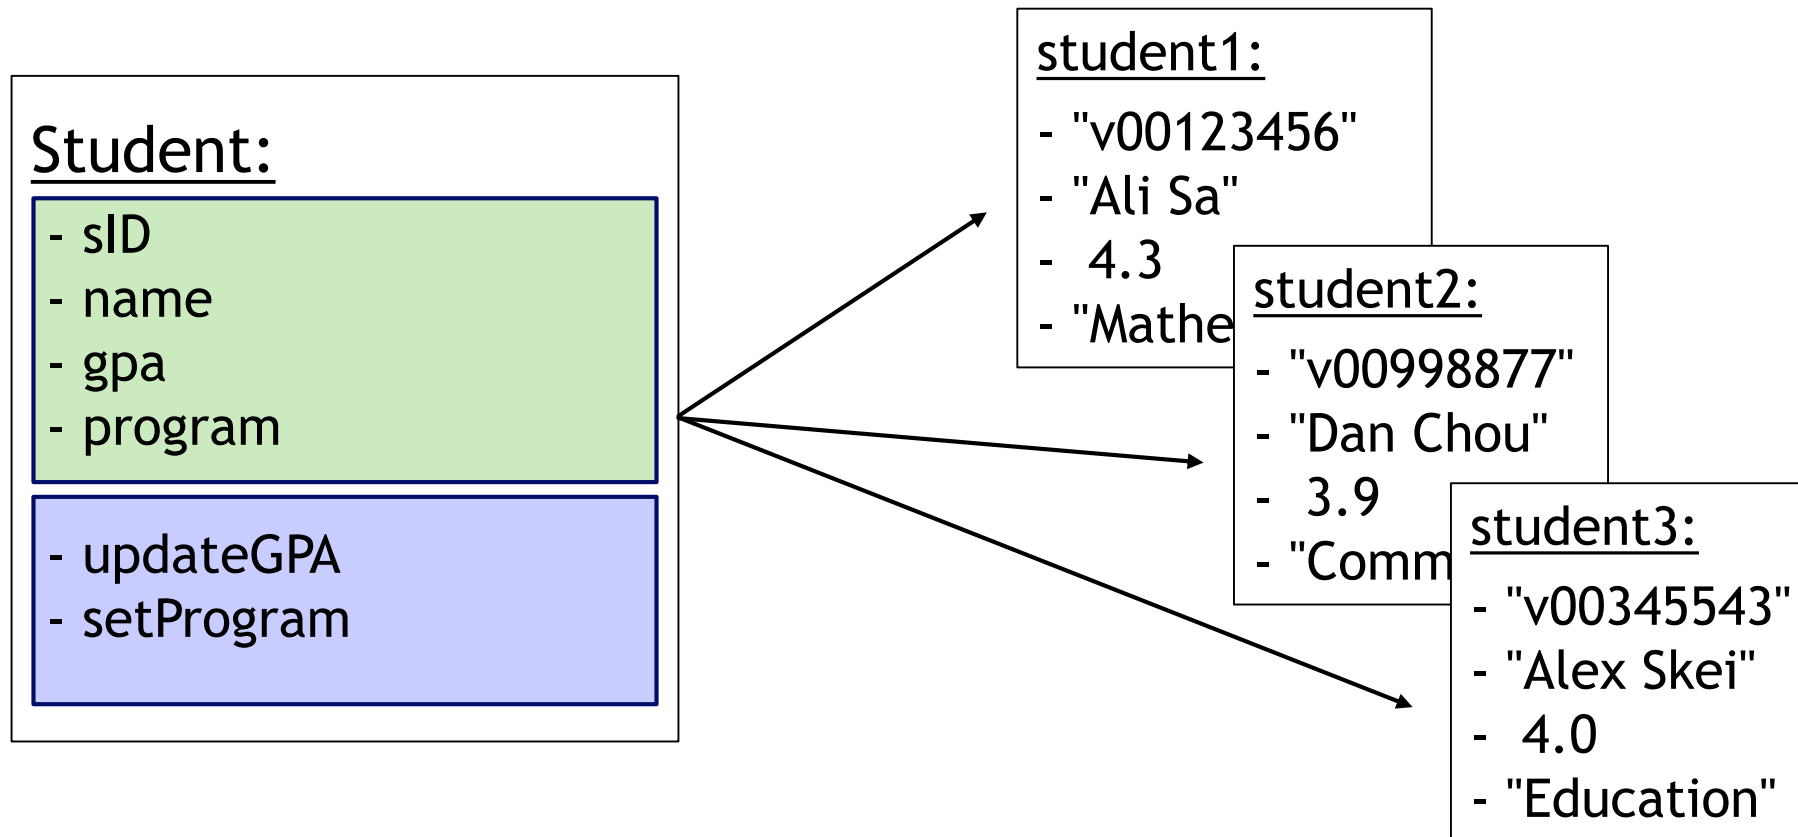 Student:
- sID
- name
- gpa
- program
- updateGPA
- setProgram
student1:
- "v00123456"
- "Ali Sa"
- 4.3
- "Mathe
student2:
- "v00998877"
- "Dan Chou"
- 3.9
- "Comm
student3:
- "v00345543"
- "Alex Skei"
- 4.0
- "Education"